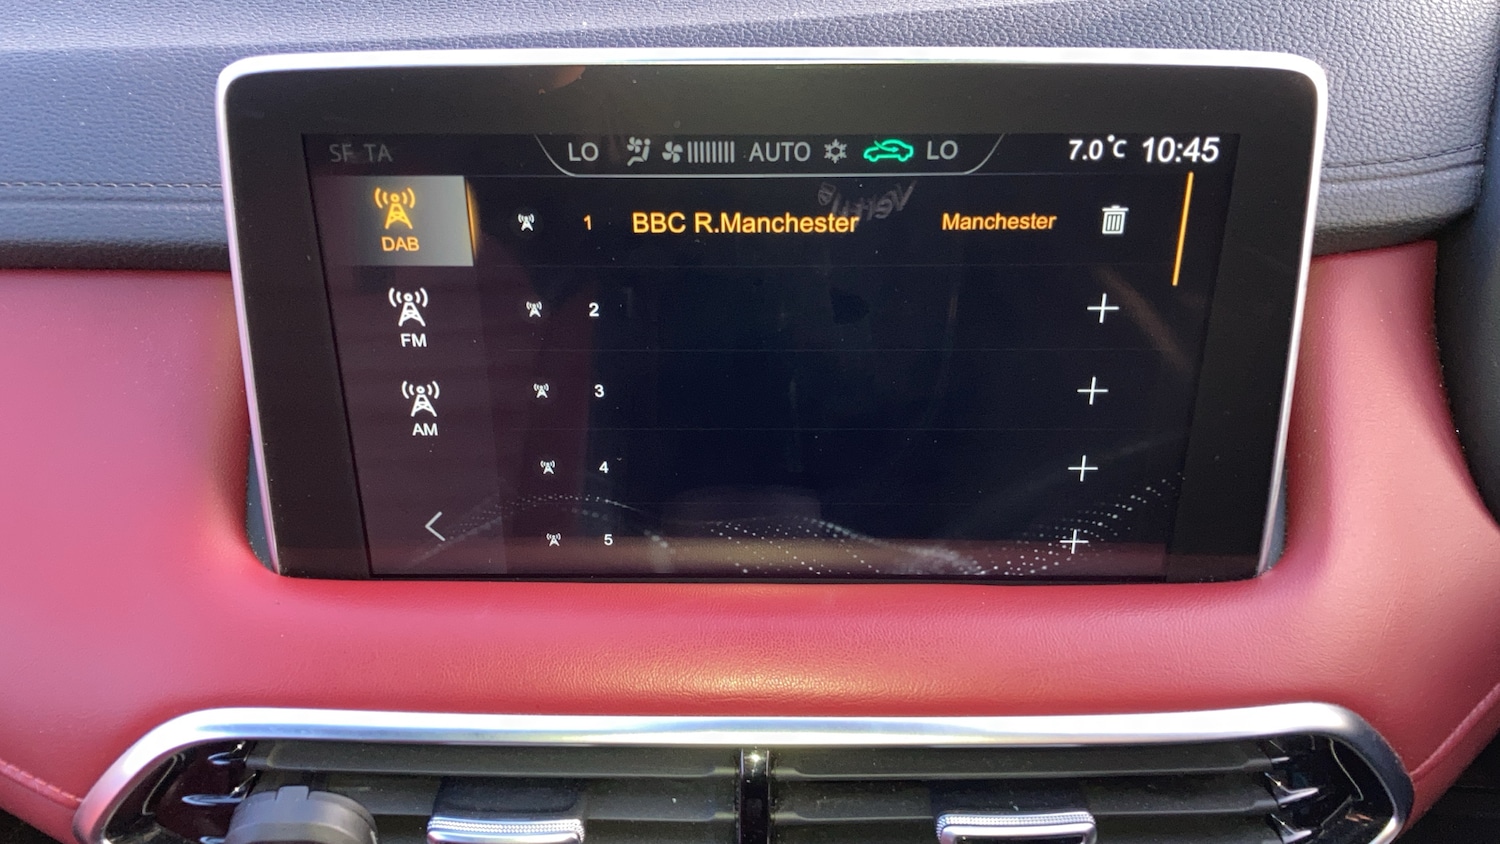 SF TA LO AUTO LO 7.0°C 10:45
DAB
1 BBC R.Manchester Manchester
FM
2
3
AM
4
5